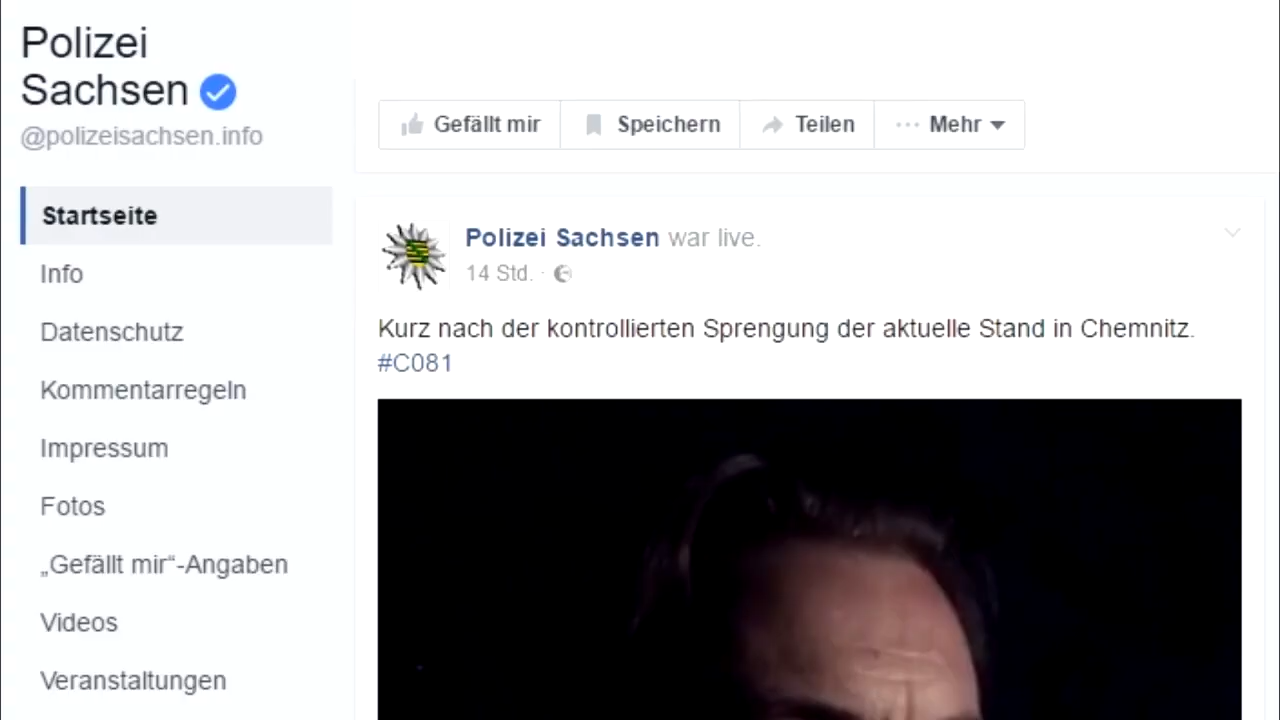 Polizei
Sachsen
@polizeisachsen.info
Gefällt mir Speichern Teilen ··· Mehr
Startseite
Info
Datenschutz
Kommentarregeln
Impressum
Fotos
„Gefällt mir“-Angaben
Videos
Veranstaltungen
Polizei Sachsen war live.
14 Std. ·
Kurz nach der kontrollierten Sprengung der aktuelle Stand in Chemnitz.
#C081